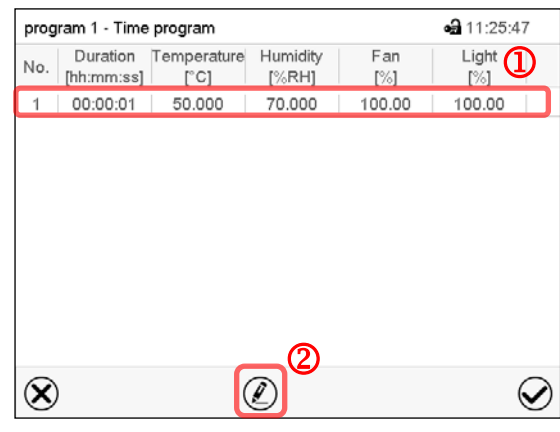 program 1 - Time program 11:25:47
No. Duration Temperature Humidity Fan Light ①
[hh:mm:ss] [°C] [%RH] [%] [%]
1 00:00:01 50.000 70.000 100.00 100.00
②